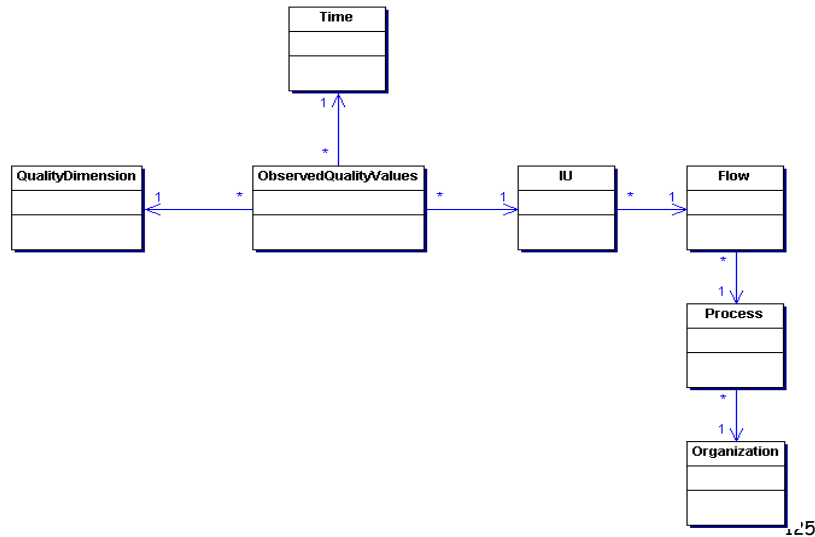 Time
1
*
QualityDimension
ObservedQualityValues
IU
Flow
1
*
*
1
*
1
*
1
Process
*
1
Organization
125